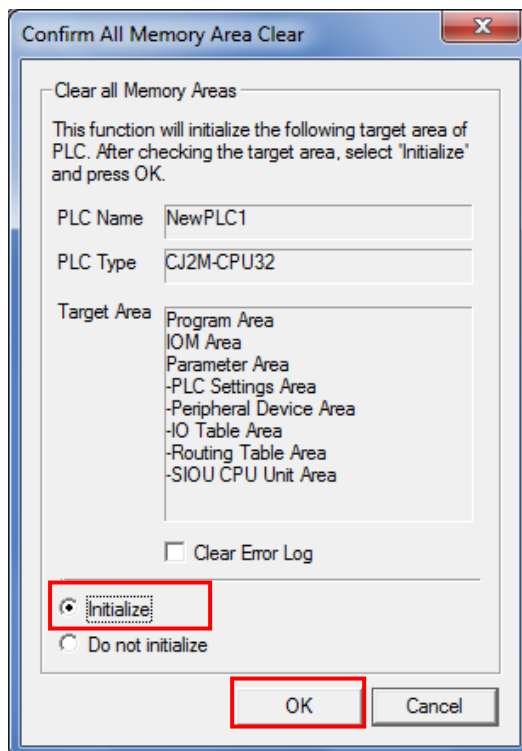 Confirm All Memory Area Clear
Clear all Memory Areas
This function will initialize the following target area of
PLC. After checking the target area, select 'Initialize'
and press OK.
PLC Name NewPLC1
PLC Type CJ2M-CPU32
Target Area Program Area
IOM Area
Parameter Area
-PLC Settings Area
-Peripheral Device Area
-IO Table Area
-Routing Table Area
-SIOU CPU Unit Area
Clear Error Log
Initialize
Do not initialize
OK Cancel